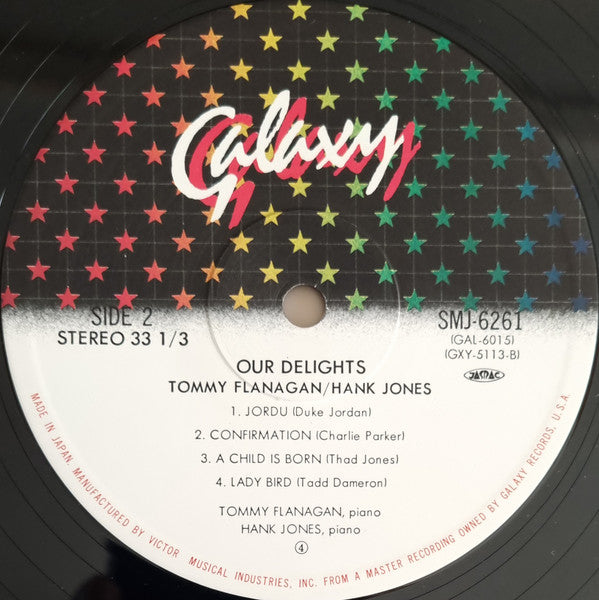 Galaxy
SIDE 2
STEREO 33 1/3
SMJ-6261
(GAL-6015)
(GXY-5113-B)
JASRAC
OUR DELIGHTS
TOMMY FLANAGAN/HANK JONES
1. JORDU (Duke Jordan)
2. CONFIRMATION (Charlie Parker)
3. A CHILD IS BORN (Thad Jones)
4. LADY BIRD (Tadd Dameron)
TOMMY FLANAGAN, piano
HANK JONES, piano
④
MADE IN JAPAN. MANUFACTURED BY VICTOR MUSICAL INDUSTRIES, INC. FROM A MASTER RECORDING OWNED BY GALAXY RECORDS, U.S.A.